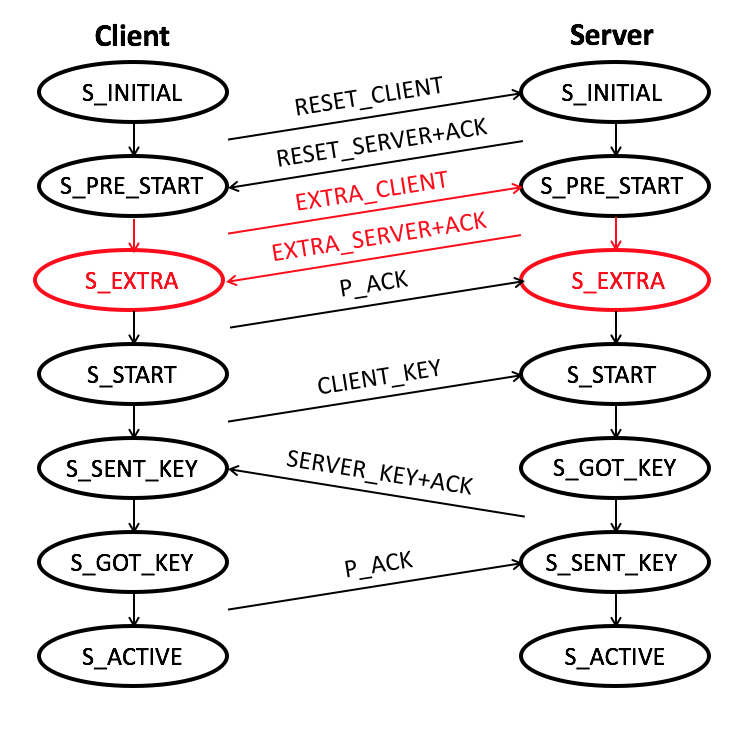 Client
Server
S_INITIAL
RESET_CLIENT
S_INITIAL
RESET_SERVER+ACK
S_PRE_START
EXTRA_CLIENT
S_PRE_START
EXTRA_SERVER+ACK
S_EXTRA
P_ACK
S_EXTRA
S_START
CLIENT_KEY
S_START
S_SENT_KEY
SERVER_KEY+ACK
S_GOT_KEY
S_GOT_KEY
P_ACK
S_SENT_KEY
S_ACTIVE
S_ACTIVE